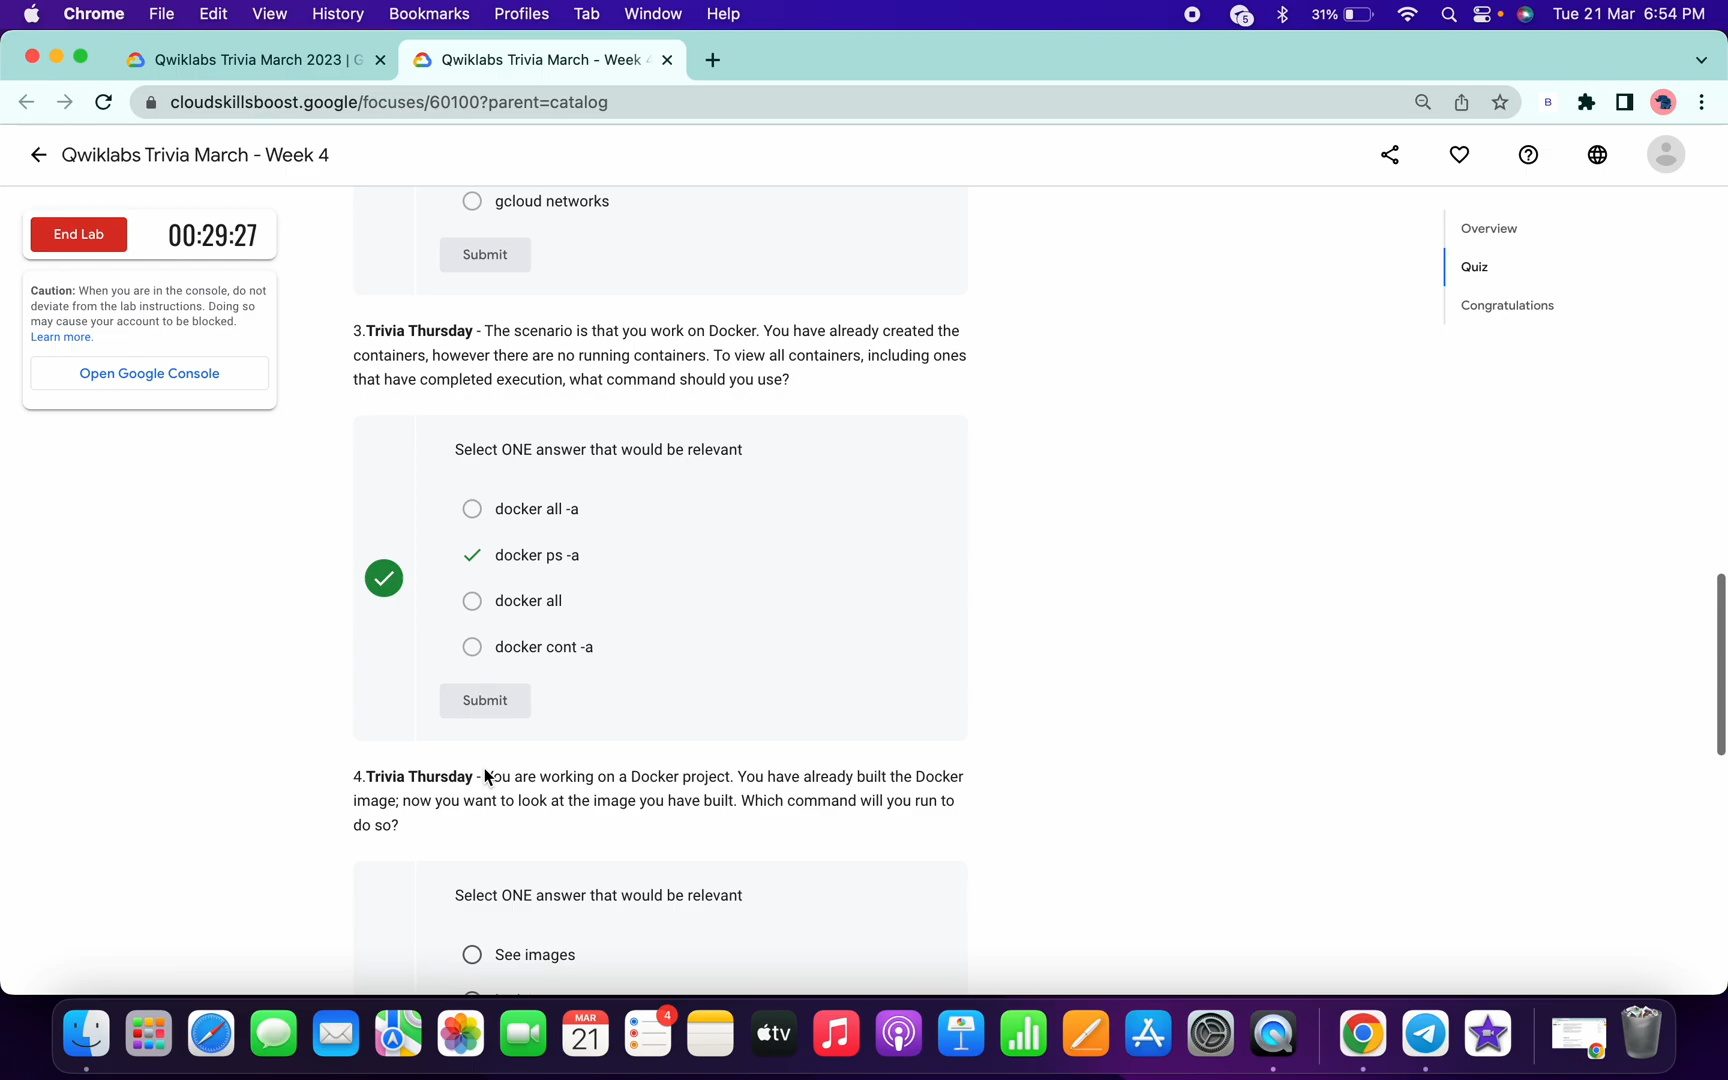 Chrome File Edit View History Bookmarks Profiles Tab Window Help 5 31% Tue 21 Mar 6:54 PM
Qwiklabs Trivia March 2023 | G Qwiklabs Trivia March - Week 4
cloudskillsboost.google/focuses/60100?parent=catalog B
Qwiklabs Trivia March - Week 4
End Lab 00:29:27
Caution: When you are in the console, do not
deviate from the lab instructions. Doing so
may cause your account to be blocked.
Learn more.
Open Google Console
gcloud networks
Submit
3.Trivia Thursday - The scenario is that you work on Docker. You have already created the
containers, however there are no running containers. To view all containers, including ones
that have completed execution, what command should you use?
Select ONE answer that would be relevant
docker all -a
docker ps -a
docker all
docker cont -a
Submit
4.Trivia Thursday - You are working on a Docker project. You have already built the Docker
image; now you want to look at the image you have built. Which command will you run to
do so?
Select ONE answer that would be relevant
See images
Overview
Quiz
Congratulations
MAR
21
4
tv